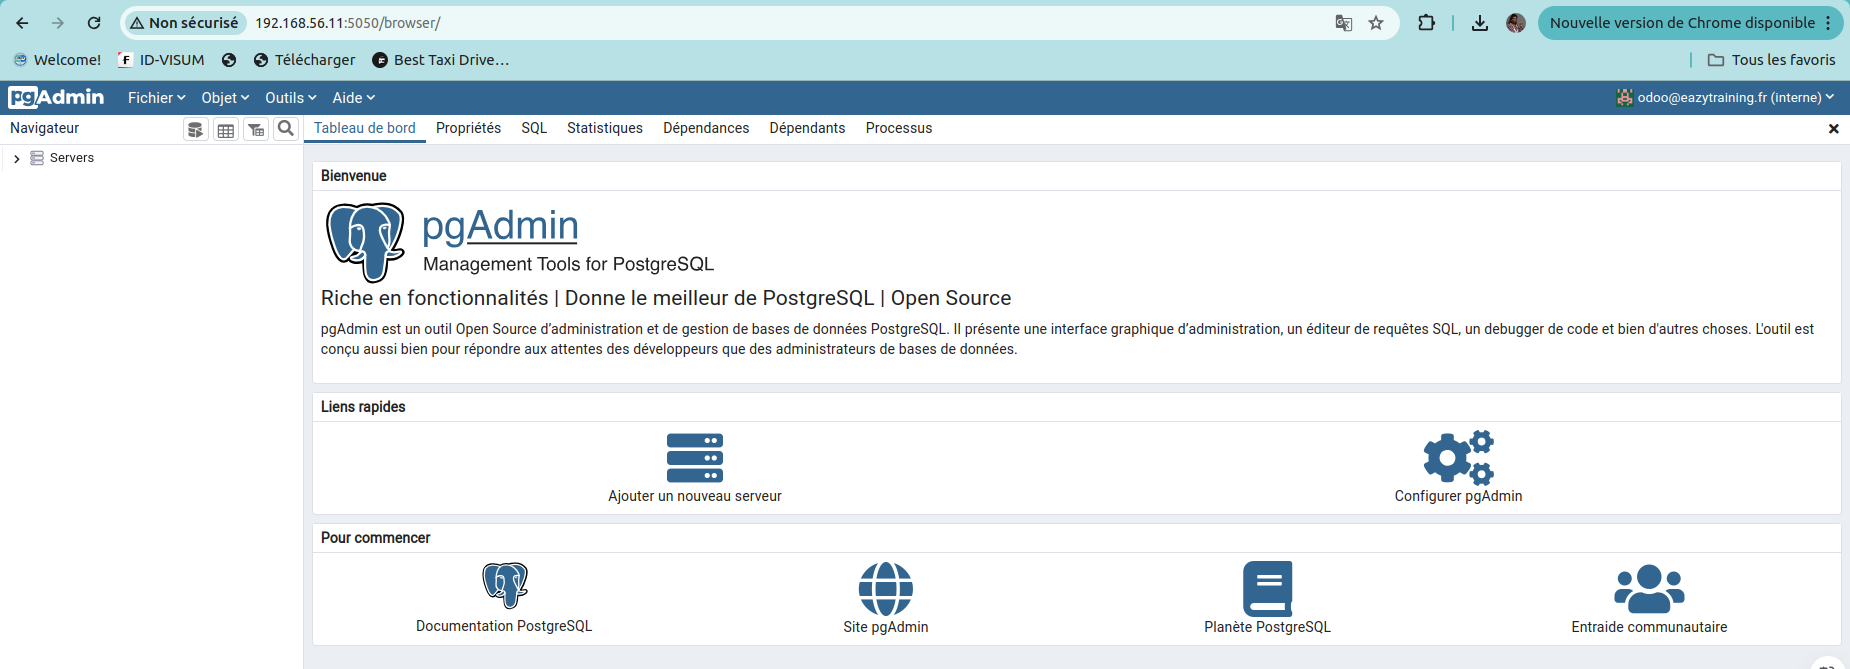 Non sécurisé 192.168.56.11:5050/browser/ Nouvelle version de Chrome disponible
Welcome! ID-VISUM Télécharger Best Taxi Drive... Tous les favoris
pgAdmin Fichier Objet Outils Aide odoo@eazytraining.fr (interne)
Navigateur Tableau de bord Propriétés SQL Statistiques Dépendances Dépendants Processus
Servers
Bienvenue
pgAdmin
Management Tools for PostgreSQL
Riche en fonctionnalités | Donne le meilleur de PostgreSQL | Open Source
pgAdmin est un outil Open Source d’administration et de gestion de bases de données PostgreSQL. Il présente une interface graphique d’administration, un éditeur de requêtes SQL, un debugger de code et bien d'autres choses. L'outil est
conçu aussi bien pour répondre aux attentes des développeurs que des administrateurs de bases de données.
Liens rapides
Ajouter un nouveau serveur Configurer pgAdmin
Pour commencer
Documentation PostgreSQL Site pgAdmin Planète PostgreSQL Entraide communautaire